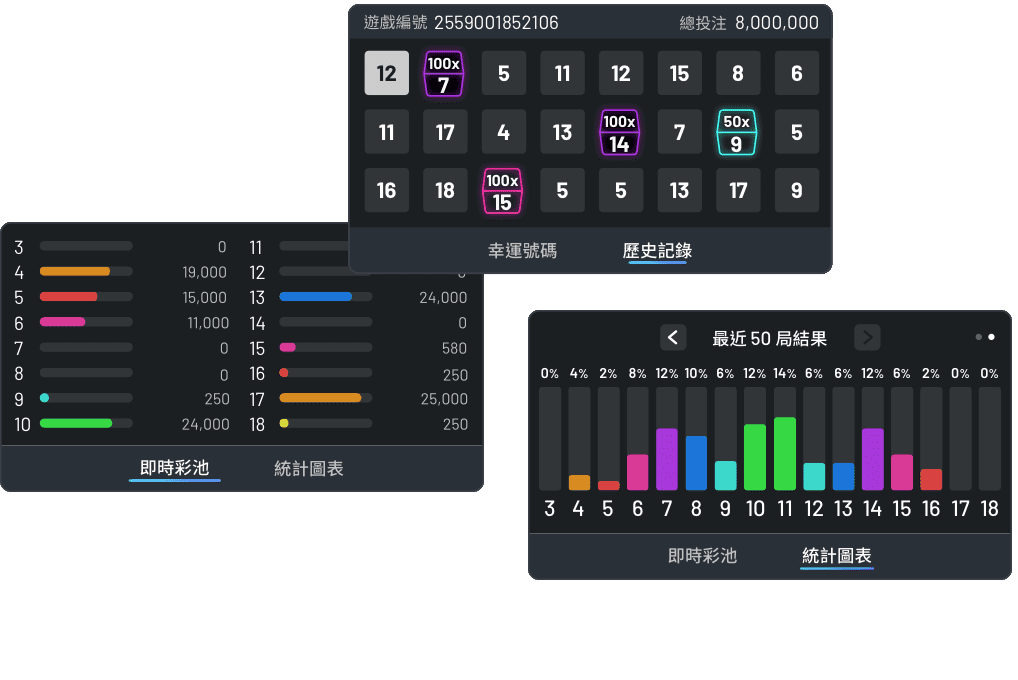 遊戲編號 2559001852106 總投注 8,000,000
12 100x 7 5 11 12 15 8 6
11 17 4 13 100x 14 7 50x 9 5
16 18 100x 15 5 5 13 17 9
幸運號碼 歷史記錄
3 0 11
4 19,000 12
5 15,000 13 24,000
6 11,000 14 0
7 0 15 580
8 0 16 250
9 250 17 25,000
10 24,000 18 250
即時彩池 統計圖表
最近 50 局結果
0% 4% 2% 8% 12% 10% 6% 12% 14% 6% 6% 12% 6% 2% 0% 0%
3 4 5 6 7 8 9 10 11 12 13 14 15 16 17 18
即時彩池 統計圖表